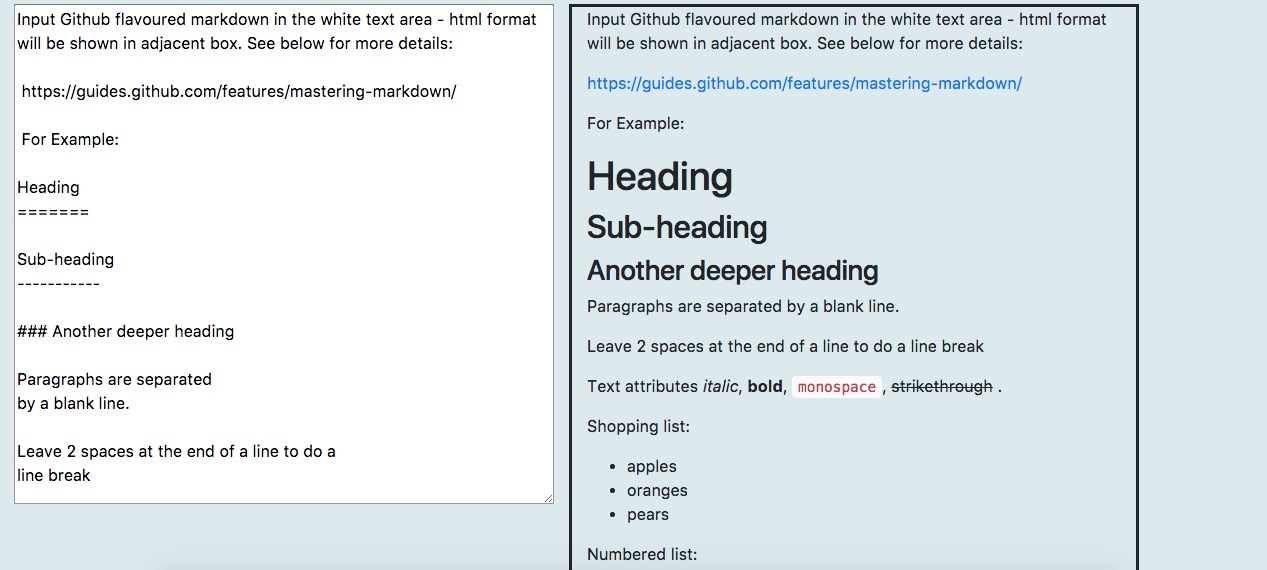 Input Github flavoured markdown in the white text area - html format
will be shown in adjacent box. See below for more details:
https://guides.github.com/features/mastering-markdown/
For Example:
Heading
=======
Sub-heading
-----------
### Another deeper heading
Paragraphs are separated
by a blank line.
Leave 2 spaces at the end of a line to do a
line break
Input Github flavoured markdown in the white text area - html format
will be shown in adjacent box. See below for more details:
https://guides.github.com/features/mastering-markdown/
For Example:
Heading
Sub-heading
Another deeper heading
Paragraphs are separated by a blank line.
Leave 2 spaces at the end of a line to do a line break
Text attributes italic, bold, monospace, strikethrough .
Shopping list:
• apples
• oranges
• pears
Numbered list: